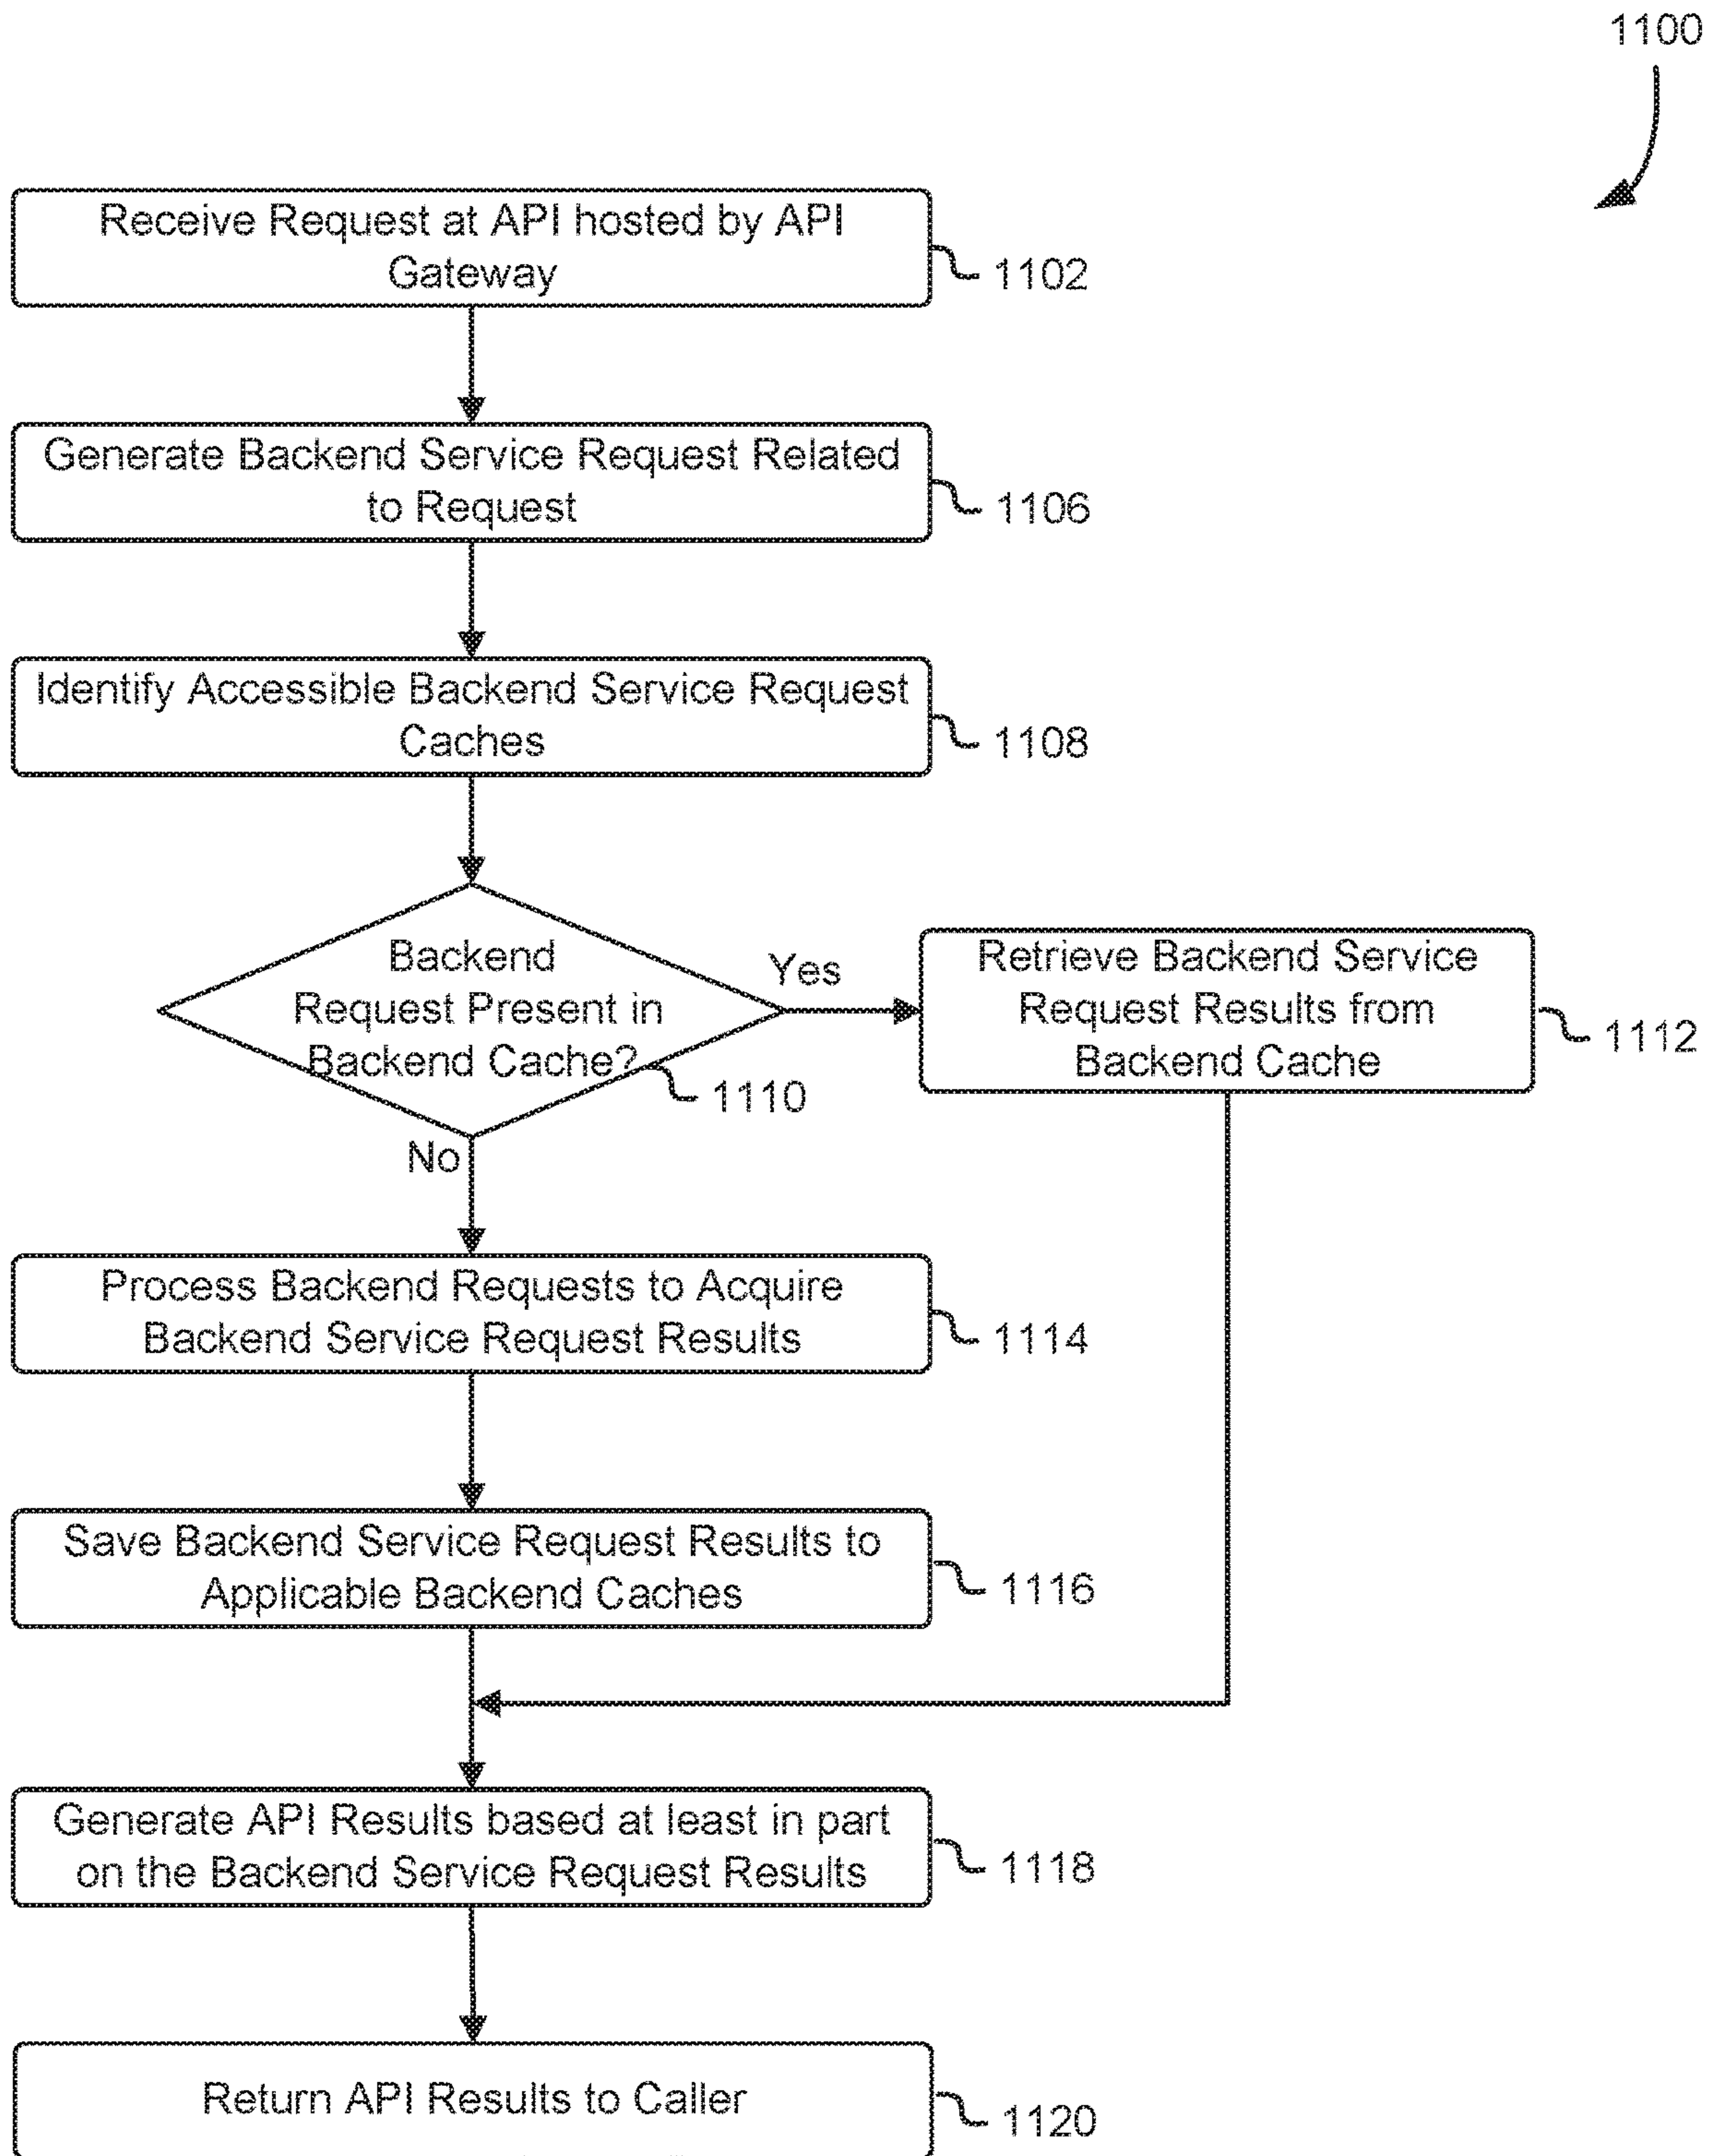 1100
Receive Request at API hosted by API
Gateway
1102
Generate Backend Service Request Related
to Request
1106
Identify Accessible Backend Service Request
Caches
1108
Backend
Request Present in
Backend Cache?
1110
Yes
Retrieve Backend Service
Request Results from
Backend Cache
1112
No
Process Backend Requests to Acquire
Backend Service Request Results
1114
Save Backend Service Request Results to
Applicable Backend Caches
1116
Generate API Results based at least in part
on the Backend Service Request Results
1118
Return API Results to Caller
1120